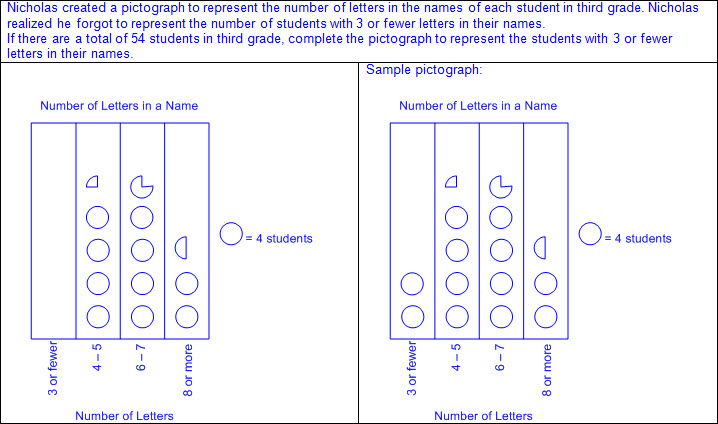 Nicholas created a pictograph to represent the number of letters in the names of each student in third grade. Nicholas
realized he forgot to represent the number of students with 3 or fewer letters in their names.
If there are a total of 54 students in third grade, complete the pictograph to represent the students with 3 or fewer
letters in their names.
Number of Letters in a Name
= 4 students
3 or fewer
4 – 5
6 – 7
8 or more
Number of Letters
Sample pictograph:
Number of Letters in a Name
= 4 students
3 or fewer
4 – 5
6 – 7
8 or more
Number of Letters